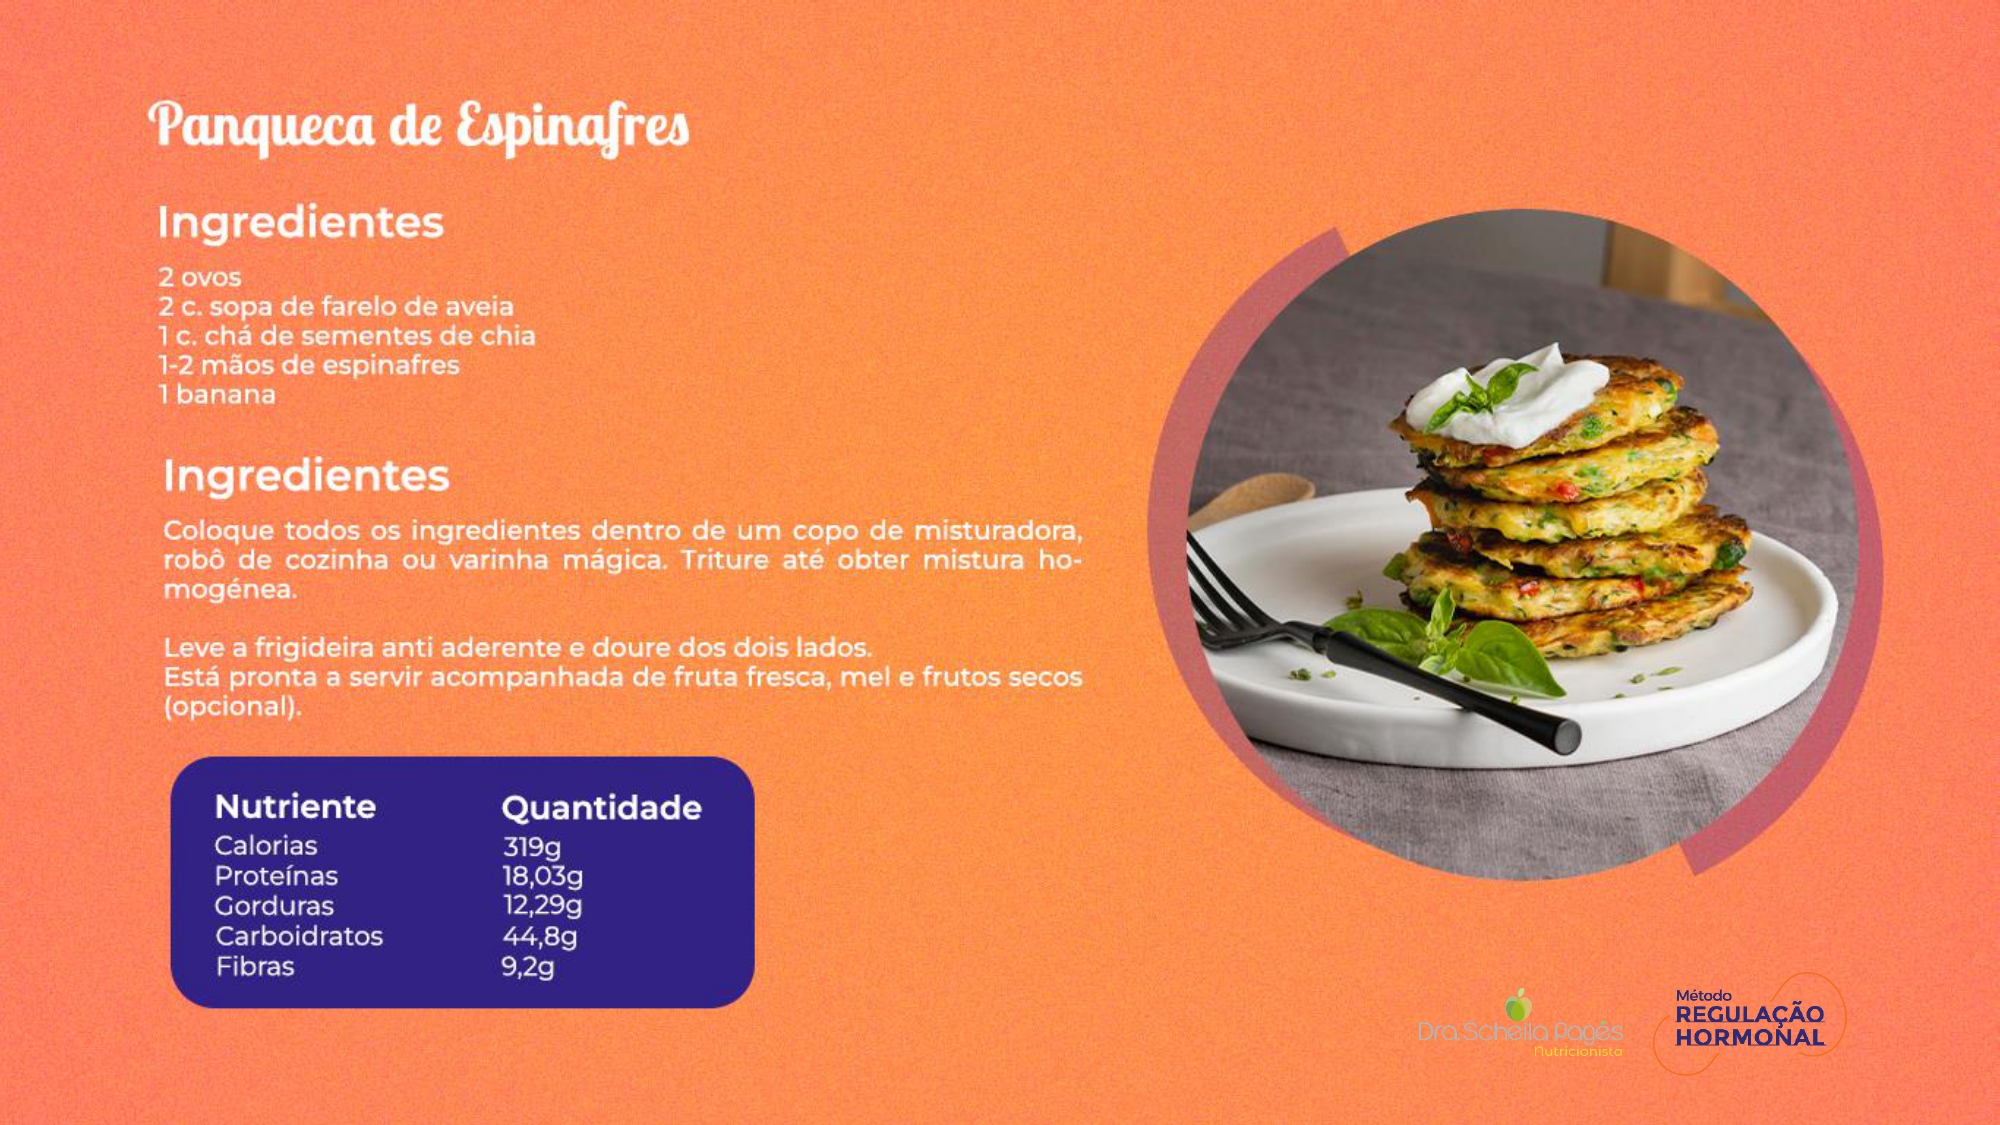 Panqueca de Espinafres
Ingredientes
2 ovos
2 c. sopa de farelo de aveia
1 c. chá de sementes de chia
1-2 mãos de espinafres
1 banana
Ingredientes
Coloque todos os ingredientes dentro de um copo de misturadora,
robô de cozinha ou varinha mágica. Triture até obter mistura ho-
mogénea.
Leve a frigideira anti aderente e doure dos dois lados.
Está pronta a servir acompanhada de fruta fresca, mel e frutos secos
(opcional).
Nutriente Quantidade
Calorias 319g
Proteínas 18,03g
Gorduras 12,29g
Carboidratos 44,8g
Fibras 9,2g
Dra. Scheila Pagês
Nutricionista
Método
REGULAÇÃO
HORMONAL